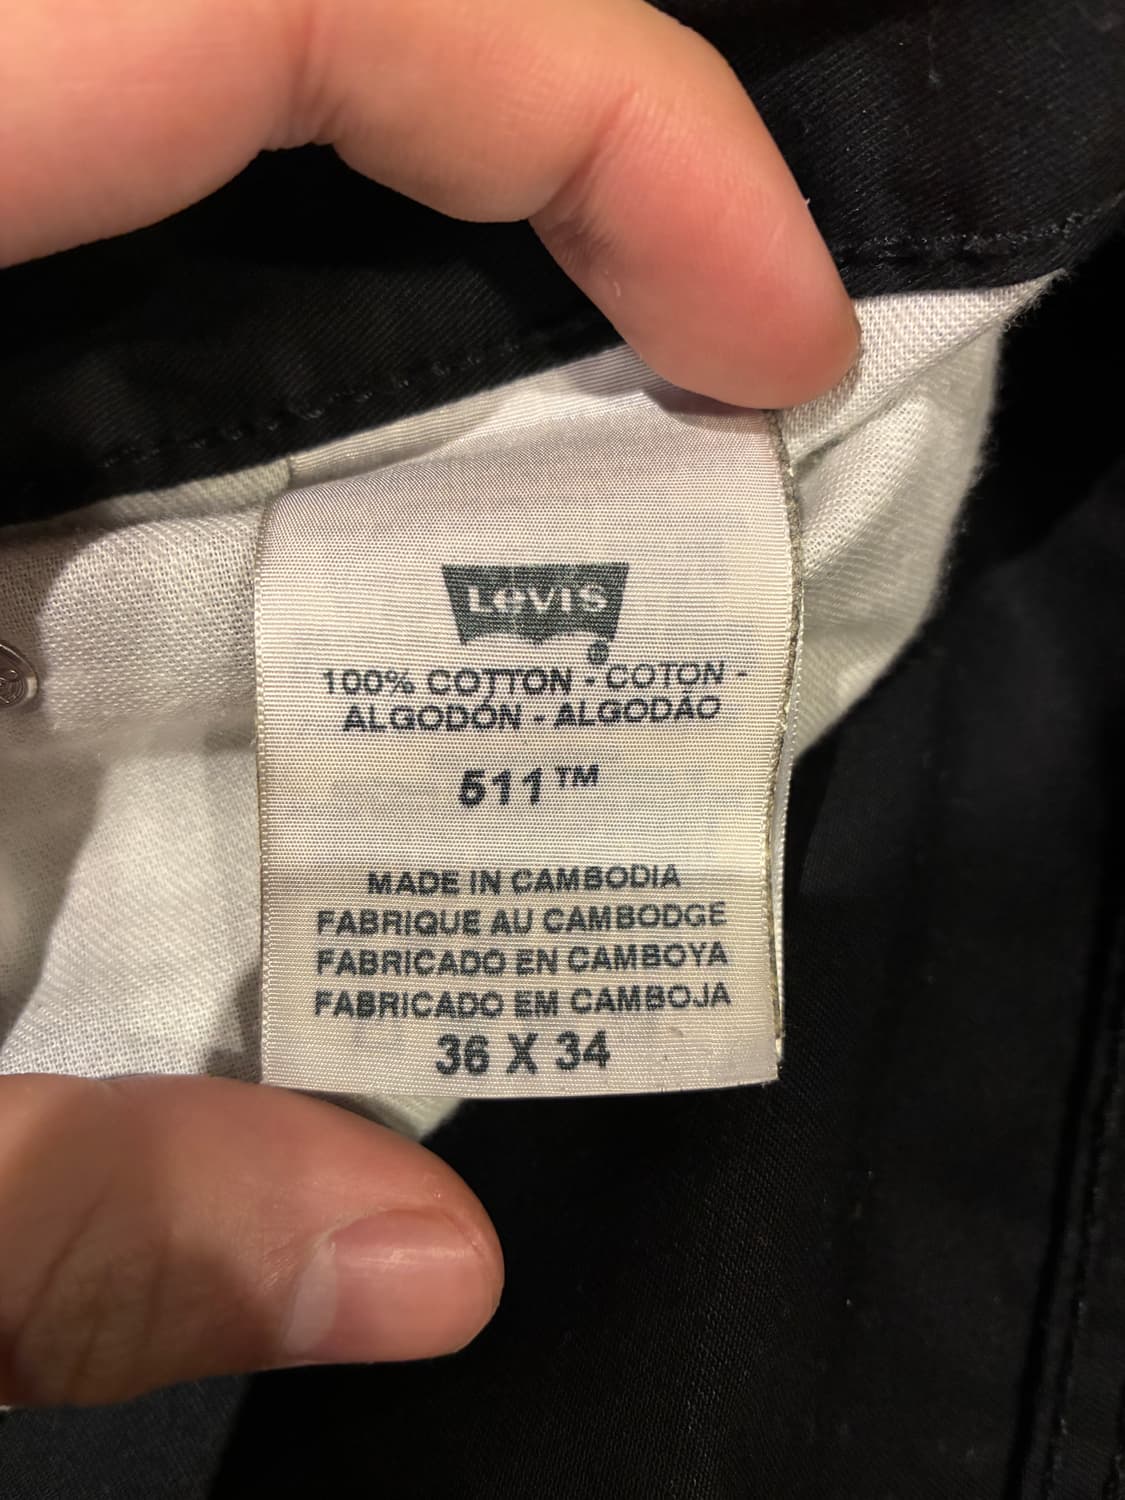 LEVI'S
®
100% COTTON - COTON -
ALGODÓN - ALGODÃO
511™
MADE IN CAMBODIA
FABRIQUE AU CAMBODGE
FABRICADO EN CAMBOYA
FABRICADO EM CAMBOJA
36 X 34